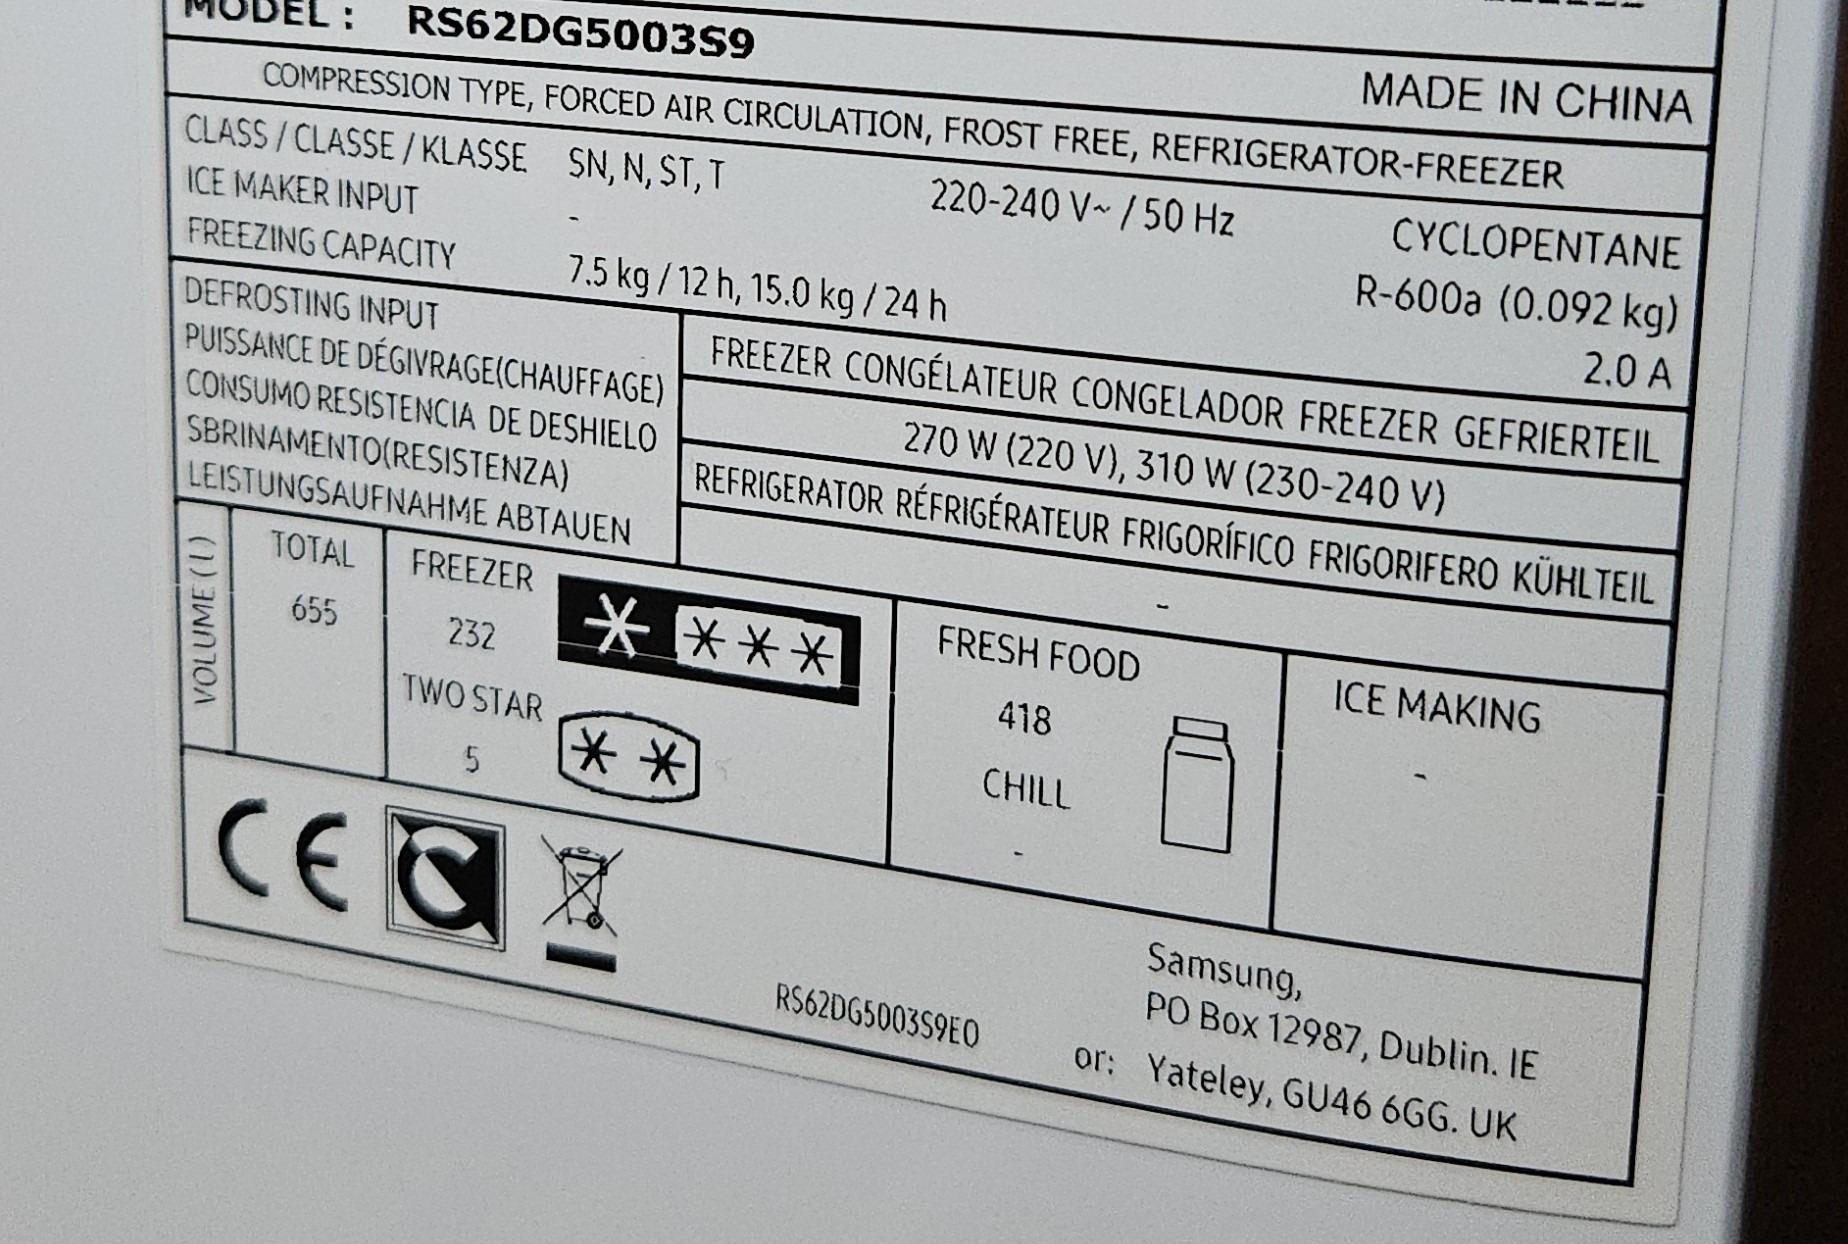 MODEL : RS62DG5003S9
MADE IN CHINA
COMPRESSION TYPE, FORCED AIR CIRCULATION, FROST FREE, REFRIGERATOR-FREEZER
CLASS / CLASSE / KLASSE SN, N, ST, T 220-240 V~ / 50 Hz CYCLOPENTANE
ICE MAKER INPUT - R-600a (0.092 kg)
FREEZING CAPACITY 7.5 kg / 12 h, 15.0 kg / 24 h 2.0 A
DEFROSTING INPUT
PUISSANCE DE DÉGIVRAGE(CHAUFFAGE)
CONSUMO RESISTENCIA DE DESHIELO
SBRINAMENTO(RESISTENZA)
LEISTUNGSAUFNAHME ABTAUEN
FREEZER CONGÉLATEUR CONGELADOR FREEZER GEFRIERTEIL
270 W (220 V), 310 W (230-240 V)
REFRIGERATOR RÉFRIGÉRATEUR FRIGORÍFICO FRIGORIFERO KÜHLTEIL
-
VOLUME ( l )
TOTAL
655
FREEZER
232
TWO STAR
5
FRESH FOOD
418
CHILL
-
ICE MAKING
-
CE
RS62DG5003S9EO
Samsung,
PO Box 12987, Dublin. IE
or: Yateley, GU46 6GG. UK